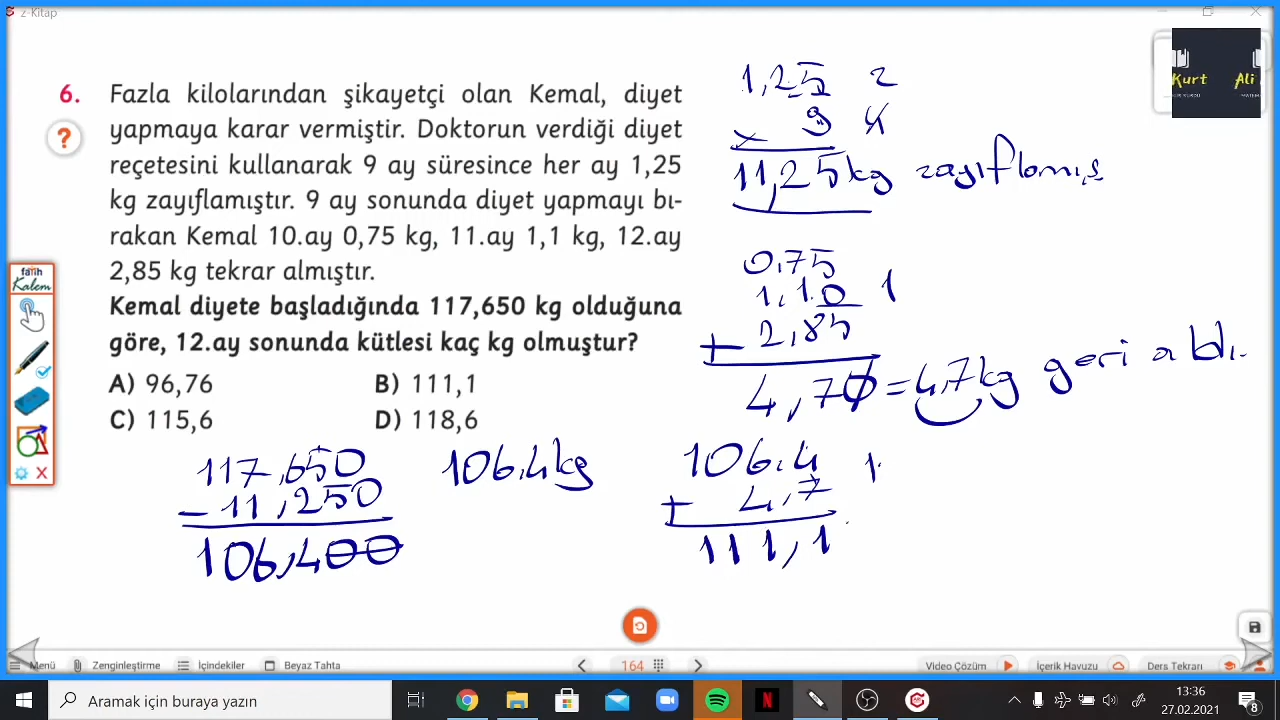 z-Kitap
Kurt Ali
6. Fazla kilolarından şikayetçi olan Kemal, diyet
yapmaya karar vermiştir. Doktorun verdiği diyet
reçetesini kullanarak 9 ay süresince her ay 1,25
kg zayıflamıştır. 9 ay sonunda diyet yapmayı bı-
rakan Kemal 10.ay 0,75 kg, 11.ay 1,1 kg, 12.ay
2,85 kg tekrar almıştır.
Kemal diyete başladığında 117,650 kg olduğuna
göre, 12.ay sonunda kütlesi kaç kg olmuştur?
A) 96,76 B) 111,1
C) 115,6 D) 118,6
?
fatih
Kalem
1,25 2
x 9 4
11,25 kg zayıflamış
0,75
1,10 1
+ 2,85
4,70 = 4,7 kg geri aldı.
117,650
- 11,250
106,400
106,4 kg
106,4 1
+ 4,7
111,1
Menü Zenginleştirme İçindekiler Beyaz Tahta 164 Video Çözüm İçerik Havuzu Ders Tekrarı
Aramak için buraya yazın
13:36
27.02.2021
8